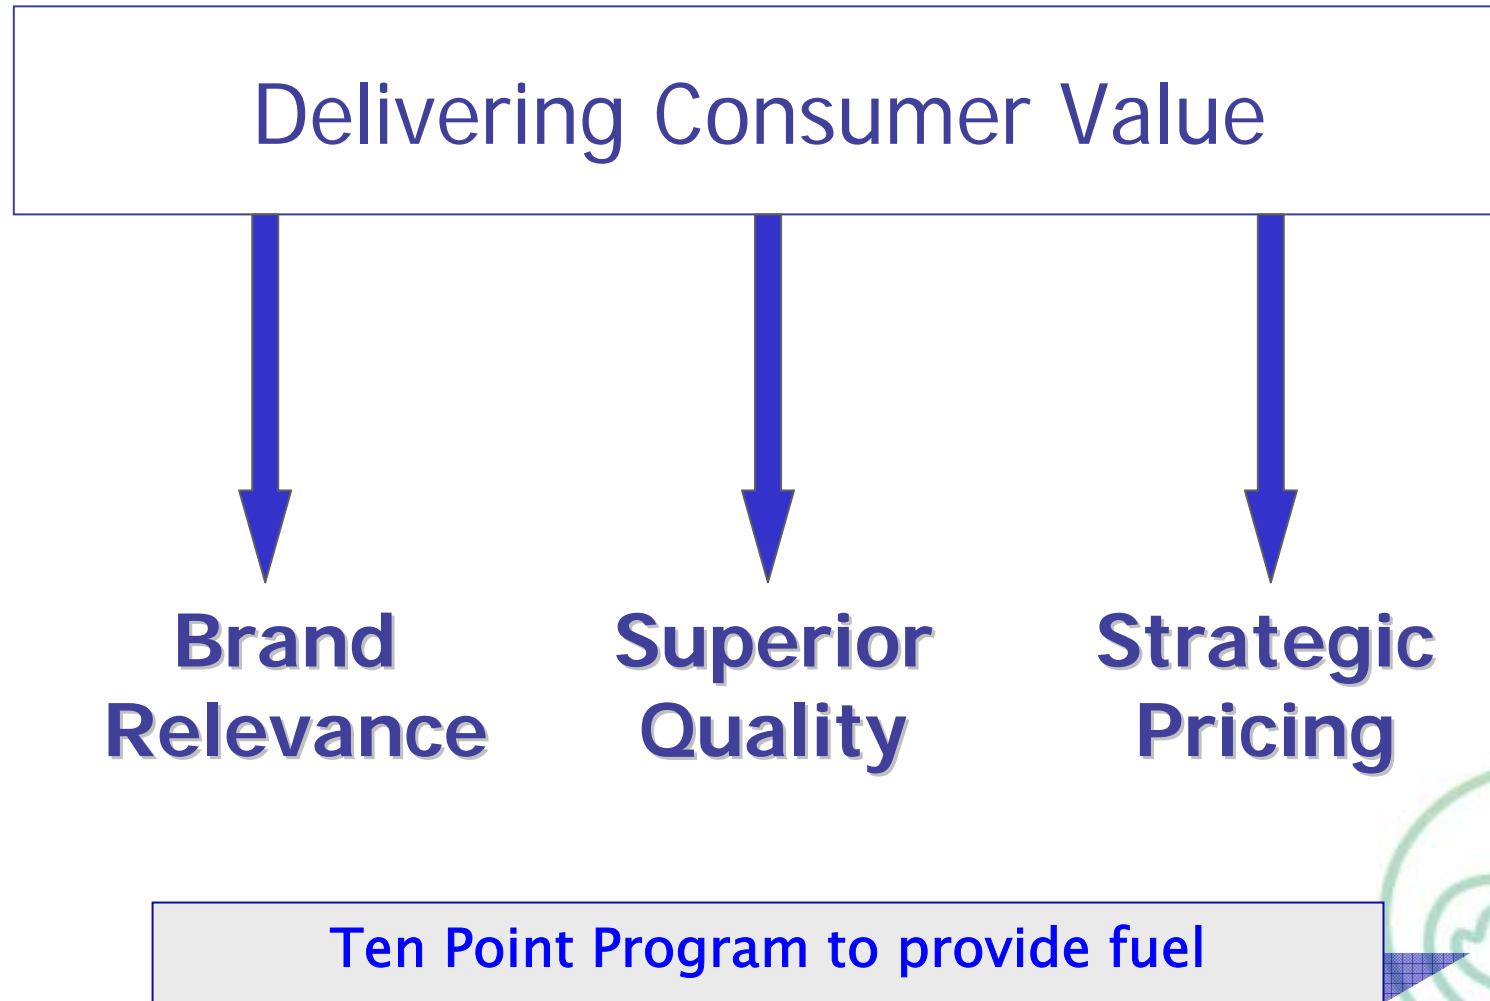 Delivering Consumer Value
Brand
Relevance
Superior
Quality
Strategic
Pricing
Ten Point Program to provide fuel